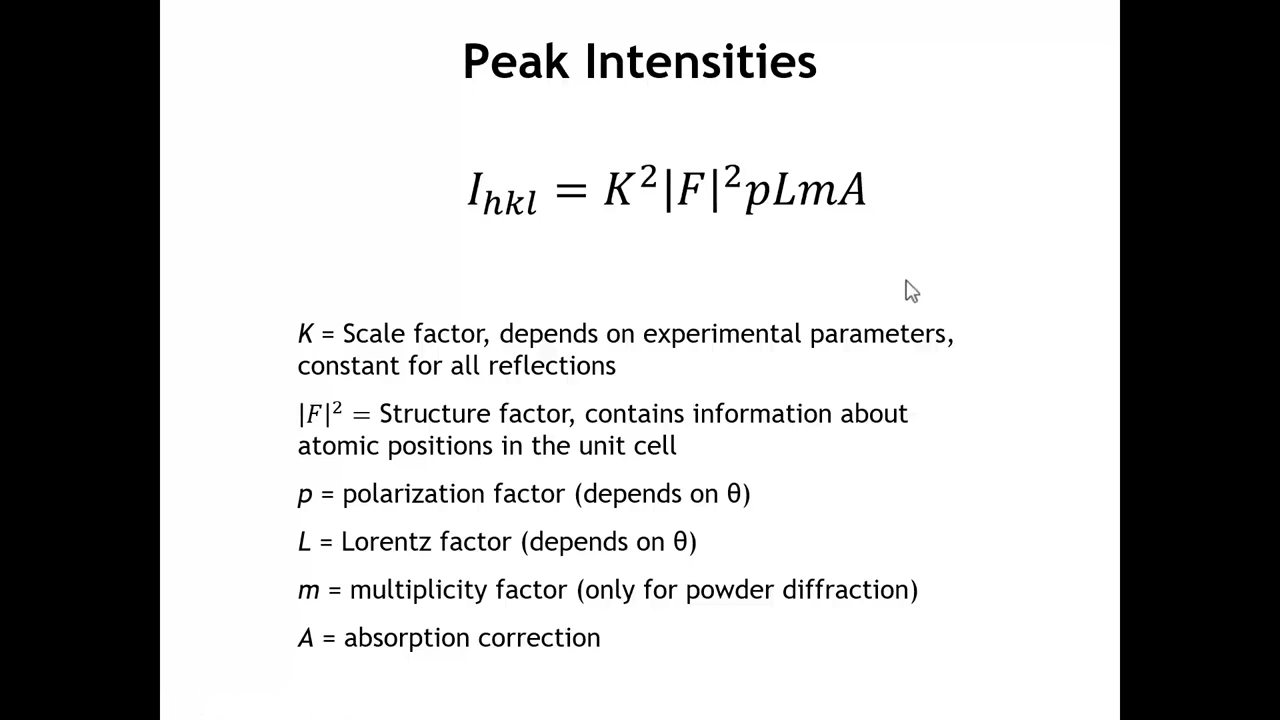 Peak Intensities
I_{hkl} = K²|F|²pLmA
K = Scale factor, depends on experimental parameters,
constant for all reflections
|F|² = Structure factor, contains information about
atomic positions in the unit cell
p = polarization factor (depends on θ)
L = Lorentz factor (depends on θ)
m = multiplicity factor (only for powder diffraction)
A = absorption correction